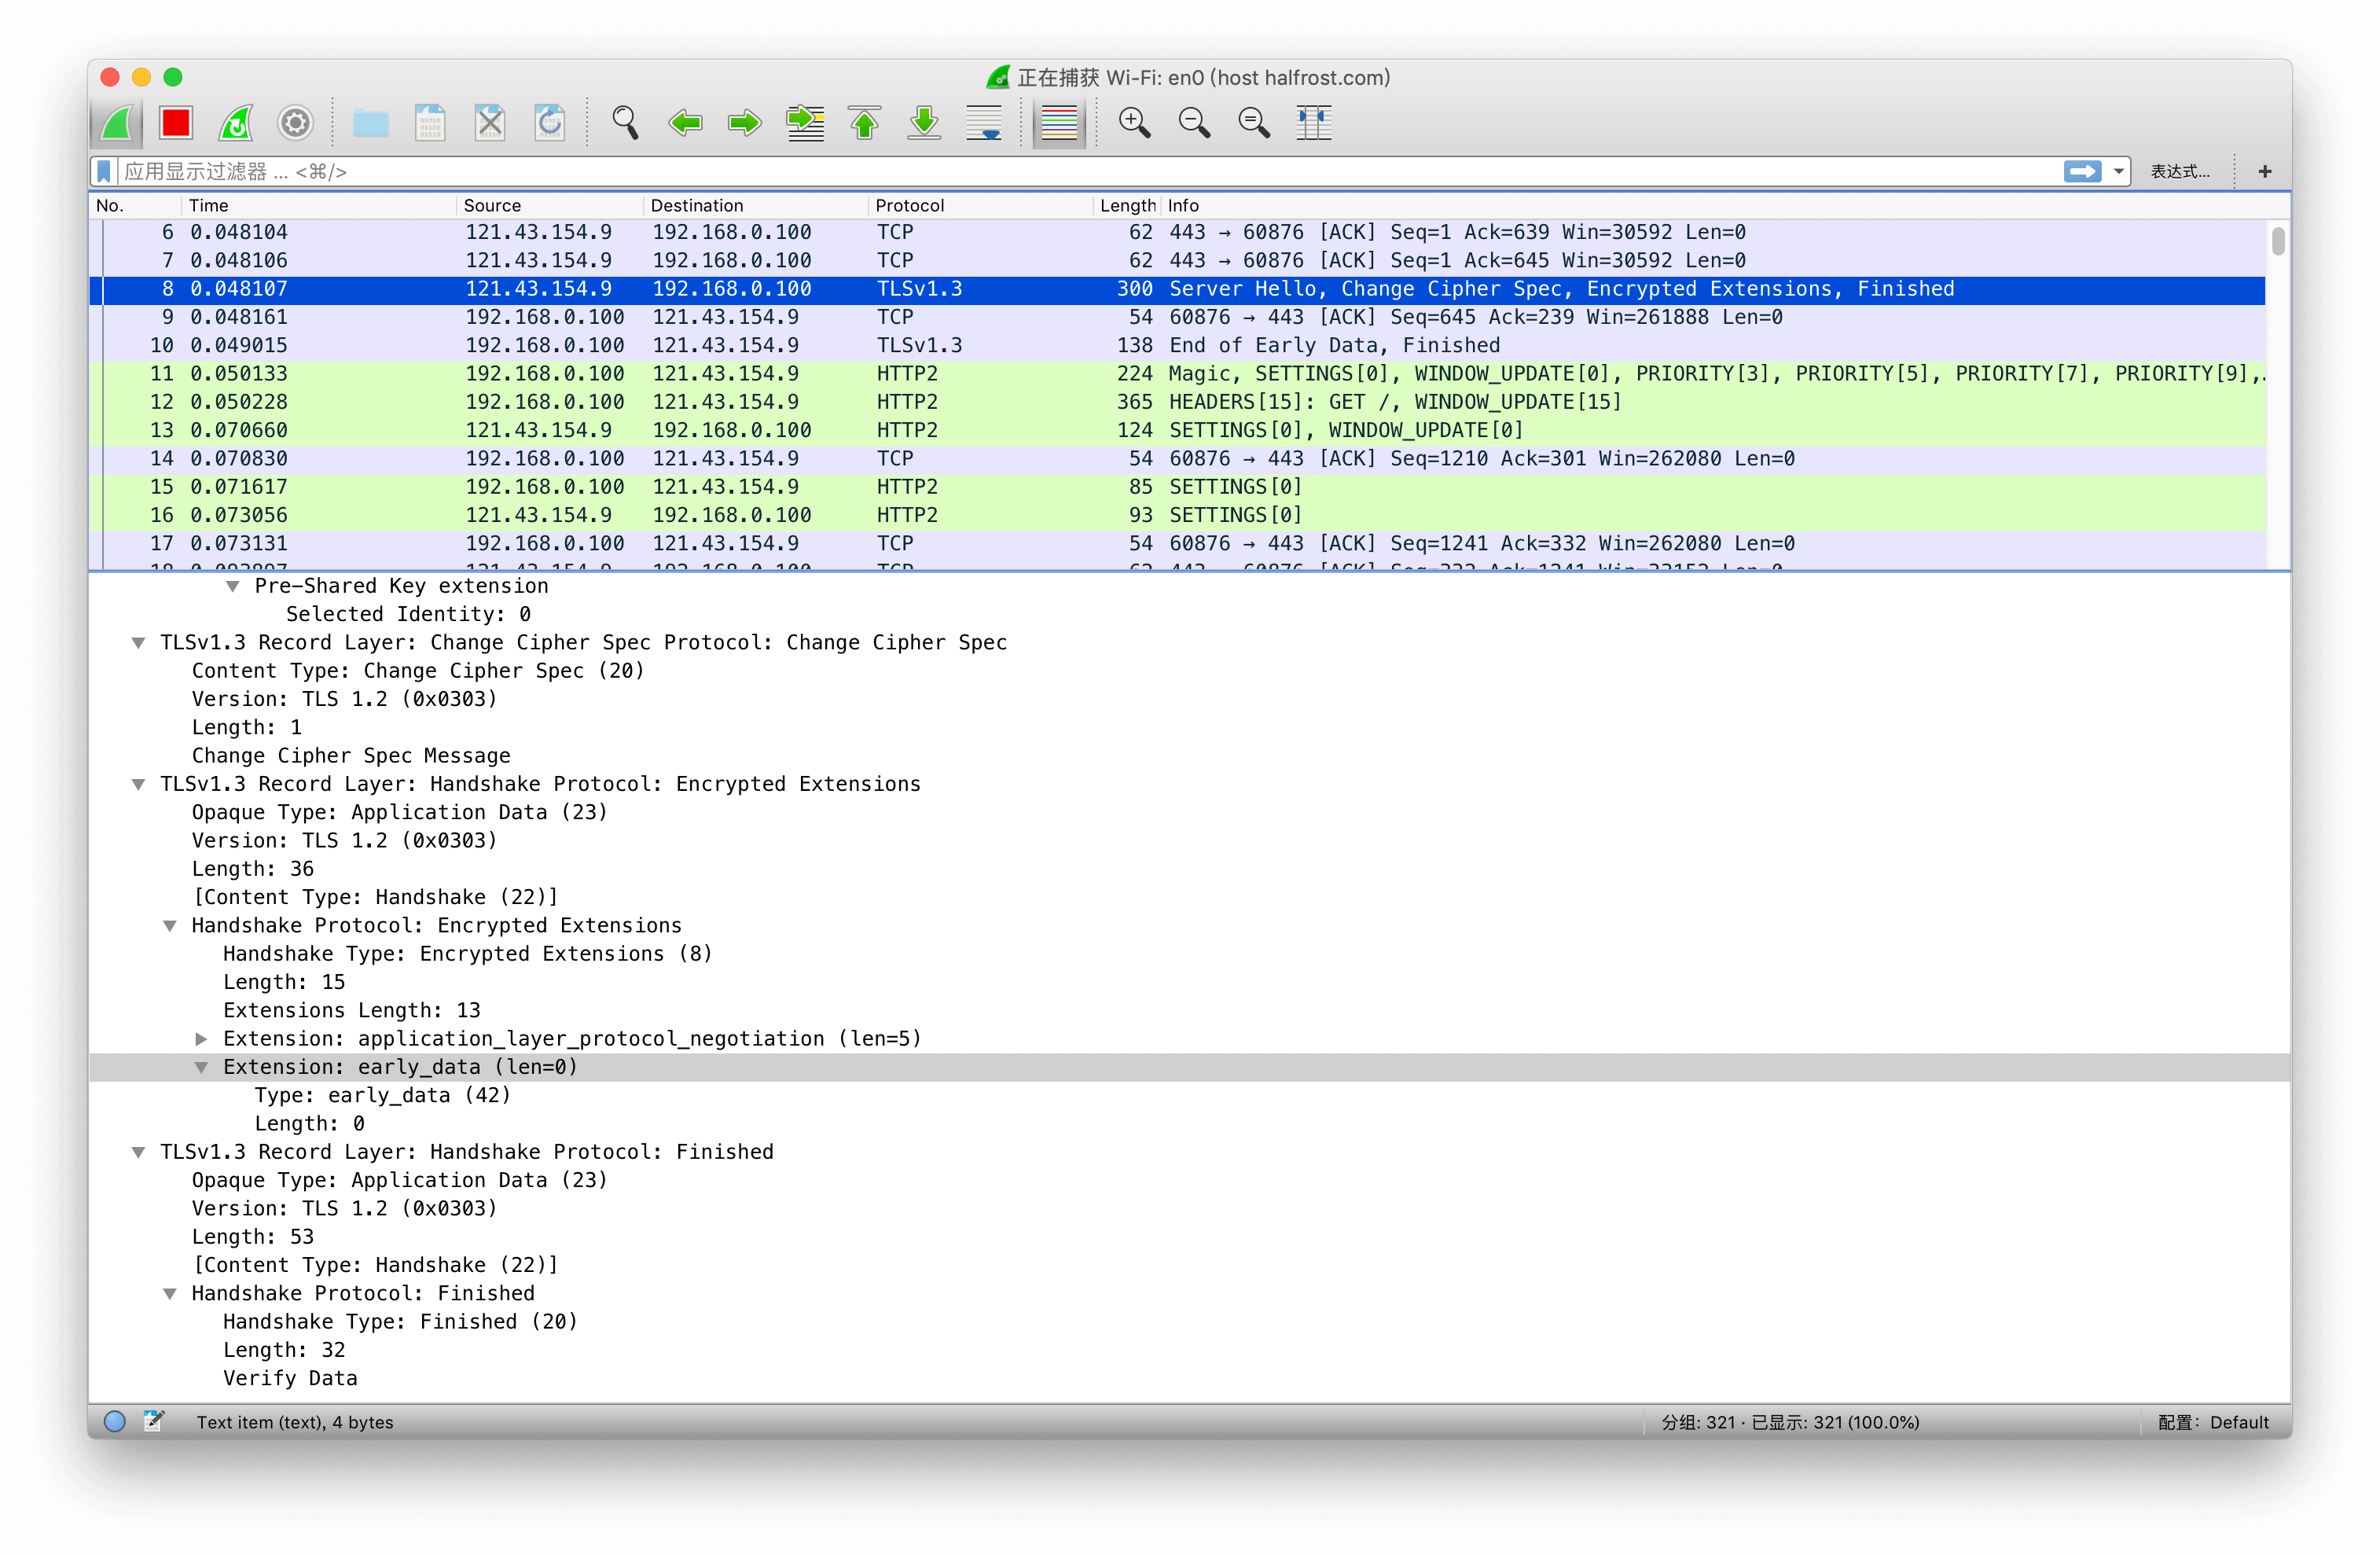 正在捕获 Wi-Fi: en0 (host halfrost.com)
应用显示过滤器 ... <⌘/>
表达式...
+
No. Time Source Destination Protocol Length Info
6 0.048104 121.43.154.9 192.168.0.100 TCP 62 443 → 60876 [ACK] Seq=1 Ack=639 Win=30592 Len=0
7 0.048106 121.43.154.9 192.168.0.100 TCP 62 443 → 60876 [ACK] Seq=1 Ack=645 Win=30592 Len=0
8 0.048107 121.43.154.9 192.168.0.100 TLSv1.3 300 Server Hello, Change Cipher Spec, Encrypted Extensions, Finished
9 0.048161 192.168.0.100 121.43.154.9 TCP 54 60876 → 443 [ACK] Seq=645 Ack=239 Win=261888 Len=0
10 0.049015 192.168.0.100 121.43.154.9 TLSv1.3 138 End of Early Data, Finished
11 0.050133 192.168.0.100 121.43.154.9 HTTP2 224 Magic, SETTINGS[0], WINDOW_UPDATE[0], PRIORITY[3], PRIORITY[5], PRIORITY[7], PRIORITY[9],.
12 0.050228 192.168.0.100 121.43.154.9 HTTP2 365 HEADERS[15]: GET /, WINDOW_UPDATE[15]
13 0.070660 121.43.154.9 192.168.0.100 HTTP2 124 SETTINGS[0], WINDOW_UPDATE[0]
14 0.070830 192.168.0.100 121.43.154.9 TCP 54 60876 → 443 [ACK] Seq=1210 Ack=301 Win=262080 Len=0
15 0.071617 192.168.0.100 121.43.154.9 HTTP2 85 SETTINGS[0]
16 0.073056 121.43.154.9 192.168.0.100 HTTP2 93 SETTINGS[0]
17 0.073131 192.168.0.100 121.43.154.9 TCP 54 60876 → 443 [ACK] Seq=1241 Ack=332 Win=262080 Len=0
Pre-Shared Key extension
Selected Identity: 0
TLSv1.3 Record Layer: Change Cipher Spec Protocol: Change Cipher Spec
Content Type: Change Cipher Spec (20)
Version: TLS 1.2 (0x0303)
Length: 1
Change Cipher Spec Message
TLSv1.3 Record Layer: Handshake Protocol: Encrypted Extensions
Opaque Type: Application Data (23)
Version: TLS 1.2 (0x0303)
Length: 36
[Content Type: Handshake (22)]
Handshake Protocol: Encrypted Extensions
Handshake Type: Encrypted Extensions (8)
Length: 15
Extensions Length: 13
Extension: application_layer_protocol_negotiation (len=5)
Extension: early_data (len=0)
Type: early_data (42)
Length: 0
TLSv1.3 Record Layer: Handshake Protocol: Finished
Opaque Type: Application Data (23)
Version: TLS 1.2 (0x0303)
Length: 53
[Content Type: Handshake (22)]
Handshake Protocol: Finished
Handshake Type: Finished (20)
Length: 32
Verify Data
Text item (text), 4 bytes
分组: 321 · 已显示: 321 (100.0%)
配置: Default